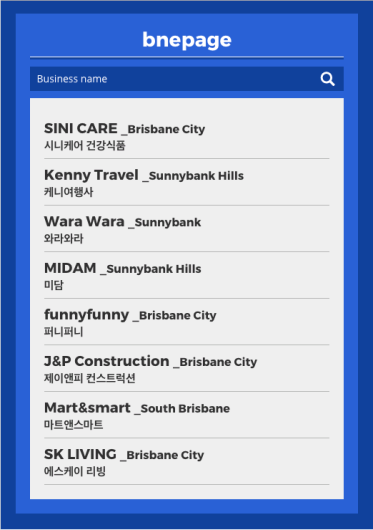 bnepage
Business name
SINI CARE _Brisbane City
시니케어 건강식품
Kenny Travel _Sunnybank Hills
케니여행사
Wara Wara _Sunnybank
와라와라
MIDAM _Sunnybank Hills
미담
funnyfunny _Brisbane City
퍼니퍼니
J&P Construction _Brisbane City
제이앤피 컨스트럭션
Mart&smart _South Brisbane
마트앤스마트
SK LIVING _Brisbane City
에스케이 리빙